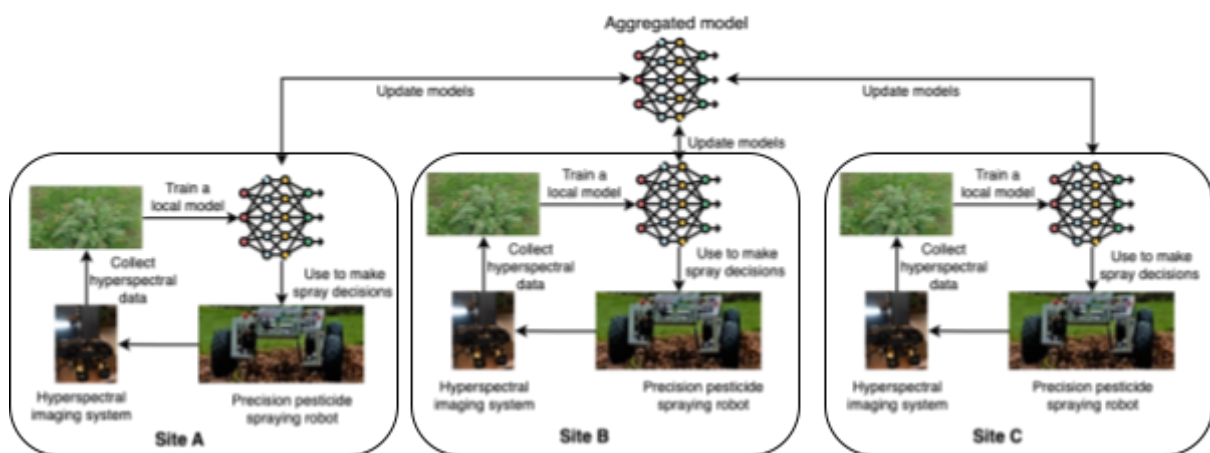 Aggregated model
Update models
Update models
Update models
Train a
local model
Collect
hyperspectral
data
Use to make
spray decisions
Hyperspectral
imaging system
Precision pesticide
spraying robot
Site A
Train a
local model
Collect
hyperspectral
data
Use to make
spray decisions
Hyperspectral
imaging system
Precision pesticide
spraying robot
Site B
Train a
local model
Collect
hyperspectral
data
Use to make
spray decisions
Hyperspectral
imaging system
Precision pesticide
spraying robot
Site C